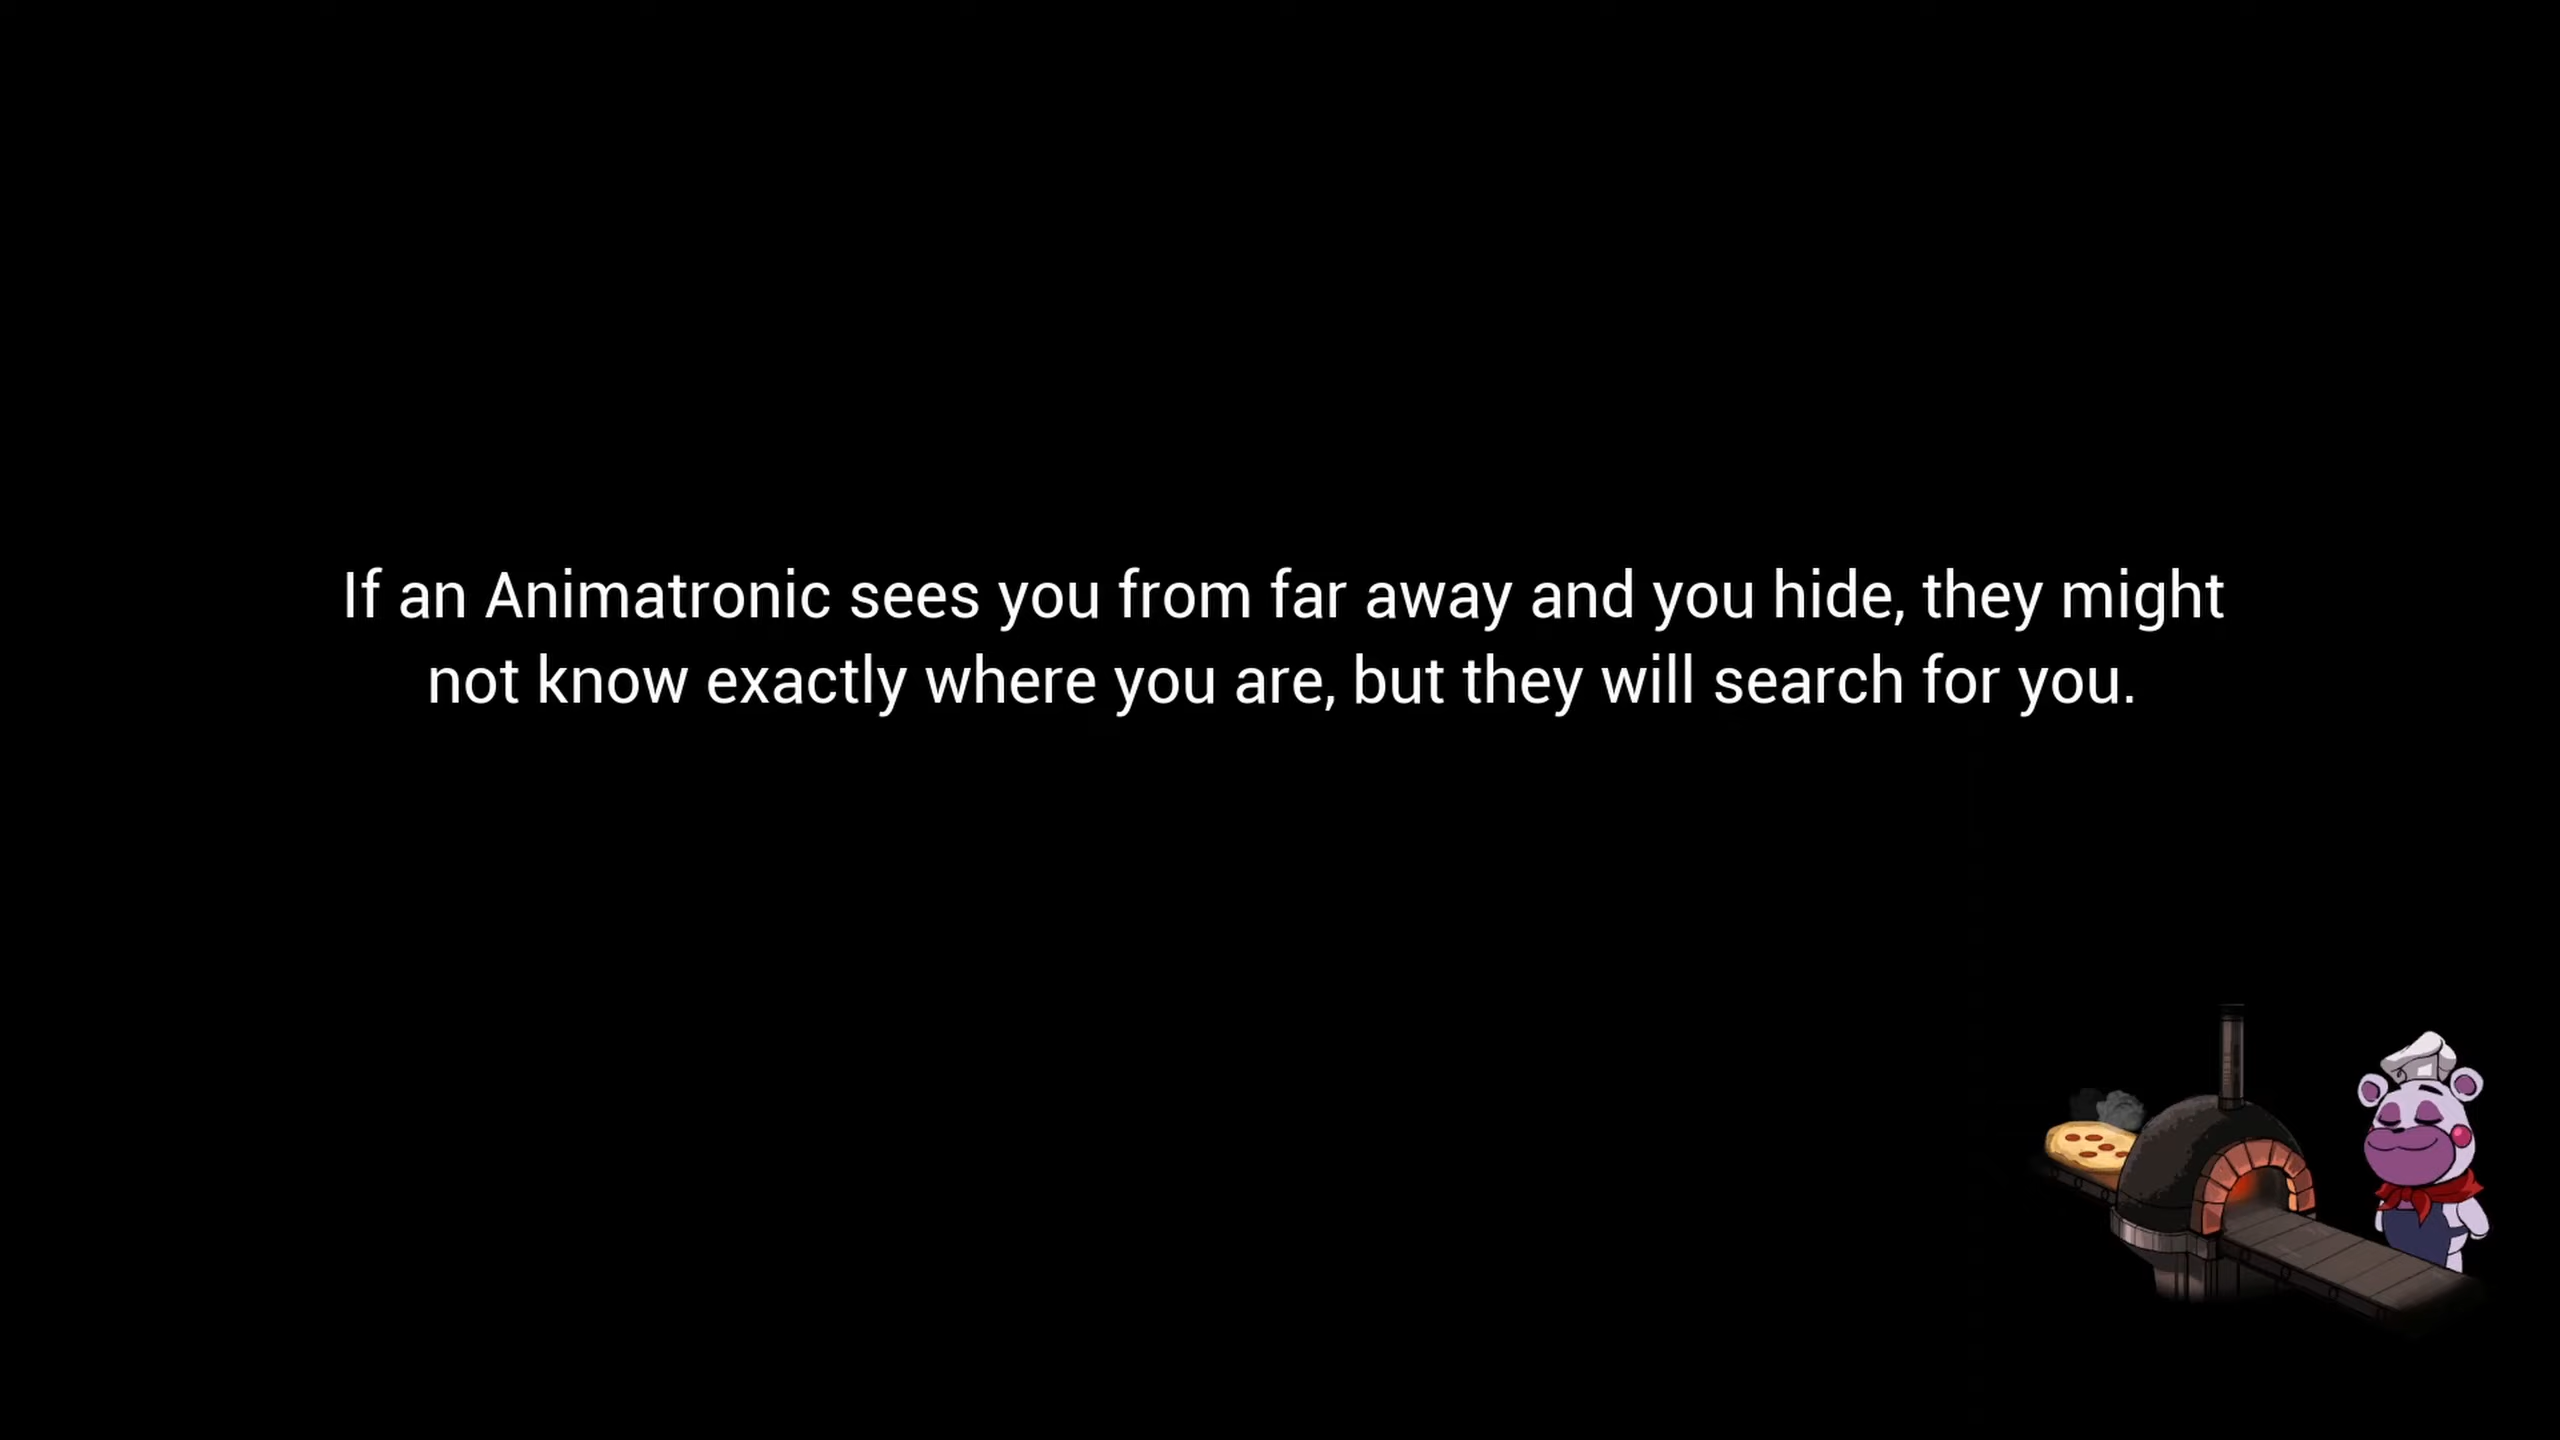 If an Animatronic sees you from far away and you hide, they might
not know exactly where you are, but they will search for you.